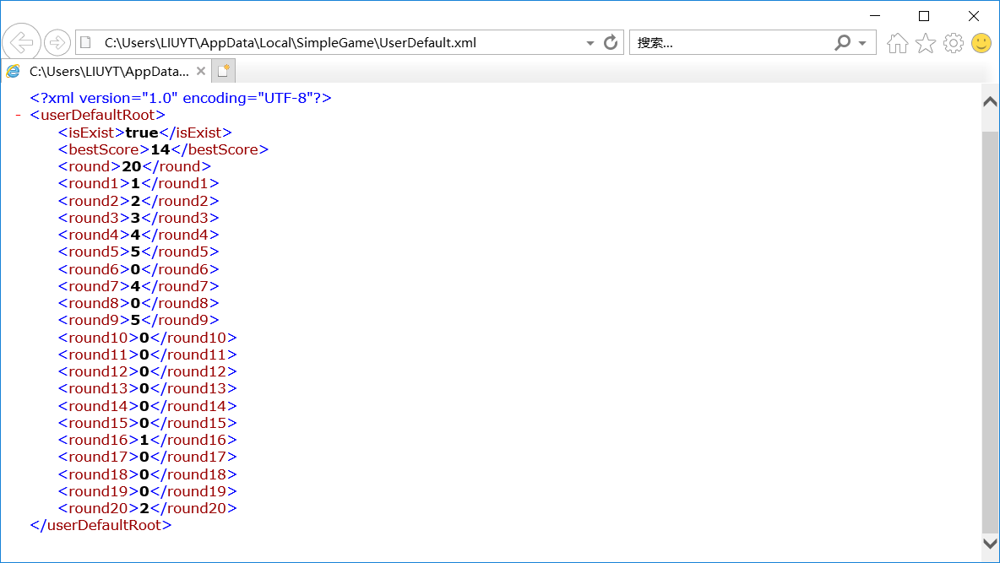 C:\Users\LIUYT\AppData\Local\SimpleGame\UserDefault.xml
搜索...
C:\Users\LIUYT\AppData...
<?xml version="1.0" encoding="UTF-8"?>
- <userDefaultRoot>
<isExist>true</isExist>
<bestScore>14</bestScore>
<round>20</round>
<round1>1</round1>
<round2>2</round2>
<round3>3</round3>
<round4>4</round4>
<round5>5</round5>
<round6>0</round6>
<round7>4</round7>
<round8>0</round8>
<round9>5</round9>
<round10>0</round10>
<round11>0</round11>
<round12>0</round12>
<round13>0</round13>
<round14>0</round14>
<round15>0</round15>
<round16>1</round16>
<round17>0</round17>
<round18>0</round18>
<round19>0</round19>
<round20>2</round20>
</userDefaultRoot>